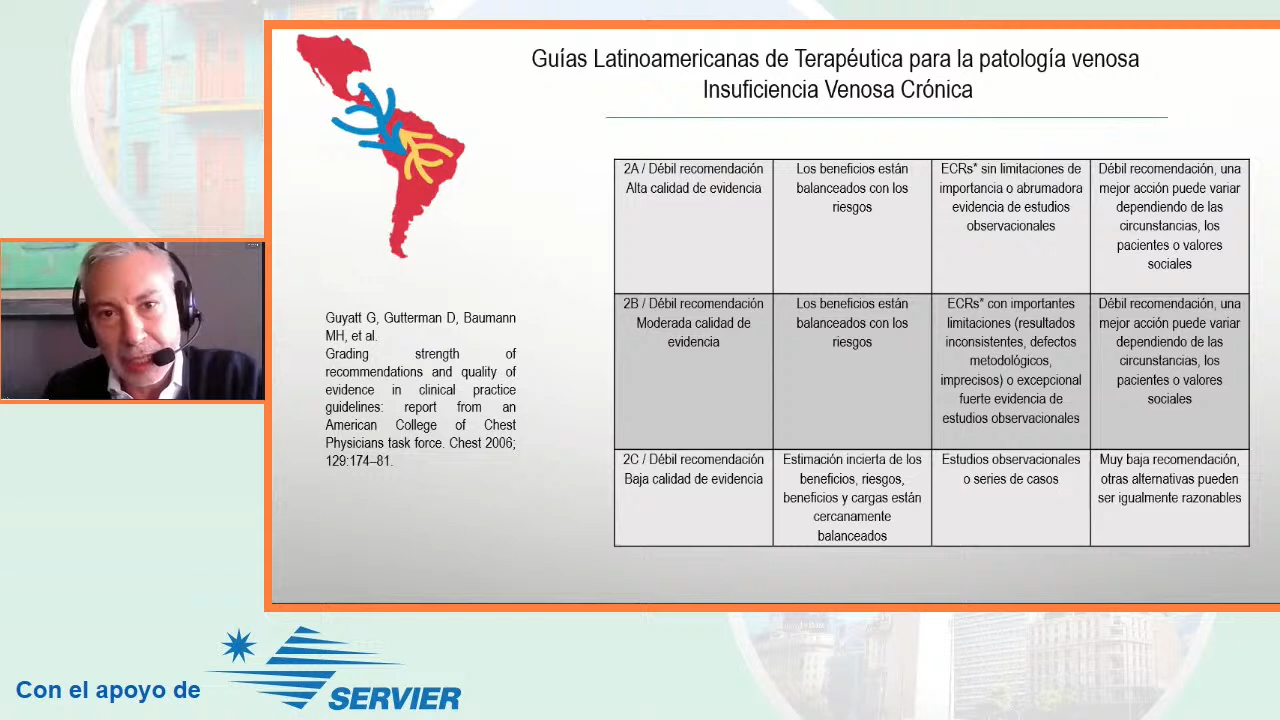 Guías Latinoamericanas de Terapéutica para la patología venosa
Insuficiencia Venosa Crónica
2A / Débil recomendación
Alta calidad de evidencia
Los beneficios están
balanceados con los
riesgos
ECRs* sin limitaciones de
importancia o abrumadora
evidencia de estudios
observacionales
Débil recomendación, una
mejor acción puede variar
dependiendo de las
circunstancias, los
pacientes o valores
sociales
2B / Débil recomendación
Moderada calidad de
evidencia
Los beneficios están
balanceados con los
riesgos
ECRs* con importantes
limitaciones (resultados
inconsistentes, defectos
metodológicos,
imprecisos) o excepcional
fuerte evidencia de
estudios observacionales
Débil recomendación, una
mejor acción puede variar
dependiendo de las
circunstancias, los
pacientes o valores
sociales
2C / Débil recomendación
Baja calidad de evidencia
Estimación incierta de los
beneficios, riesgos,
beneficios y cargas están
cercanamente
balanceados
Estudios observacionales
o series de casos
Muy baja recomendación,
otras alternativas pueden
ser igualmente razonables
Guyatt G, Gutterman D, Baumann
MH, et al.
Grading strength of
recommendations and quality of
evidence in clinical practice
guidelines: report from an
American College of Chest
Physicians task force. Chest 2006;
129:174–81.
Con el apoyo de
SERVIER